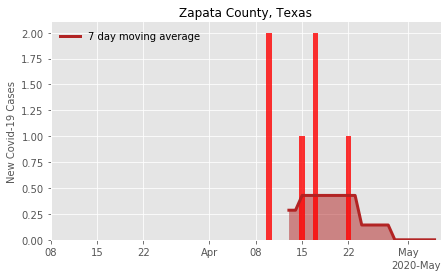 Zapata County, Texas
7 day moving average
New Covid-19 Cases
2.00
1.75
1.50
1.25
1.00
0.75
0.50
0.25
0.00
08 15 22 Apr 08 15 22 May
2020-May